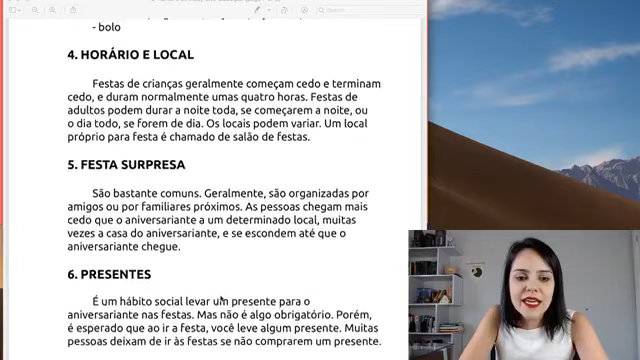 - bolo
4. HORÁRIO E LOCAL
Festas de crianças geralmente começam cedo e terminam
cedo, e duram normalmente umas quatro horas. Festas de
adultos podem durar a noite toda, se começarem a noite, ou
o dia todo, se forem de dia. Os locais podem variar. Um local
próprio para festa é chamado de salão de festas.
5. FESTA SURPRESA
São bastante comuns. Geralmente, são organizadas por
amigos ou por familiares próximos. As pessoas chegam mais
cedo que o aniversariante a um determinado local, muitas
vezes a casa do aniversariante, e se escondem até que o
aniversariante chegue.
6. PRESENTES
É um hábito social levar um presente para o
aniversariante nas festas. Mas não é algo obrigatório. Porém,
é esperado que ao ir a festa, você leve algum presente. Muitas
pessoas deixam de ir às festas se não comprarem um presente.